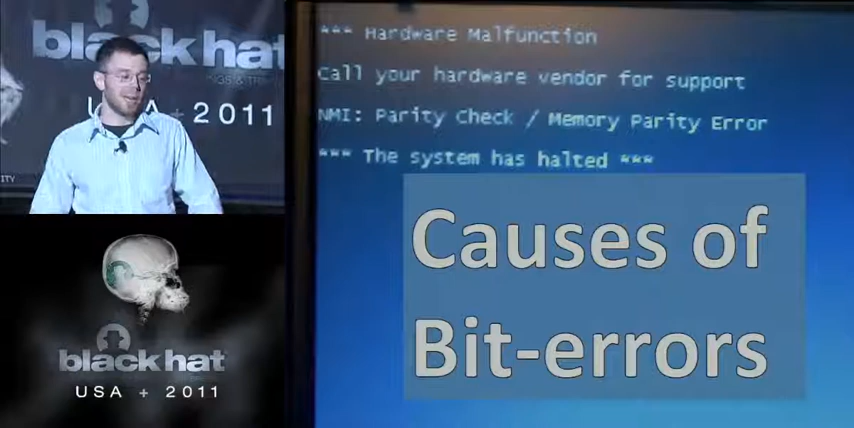 black hat
USA + 2011
ITY
*** Hardware Malfunction
Call your hardware vendor for support
NMI: Parity Check / Memory Parity Error
*** The system has halted ***
Causes of
Bit-errors
black hat
USA + 2011